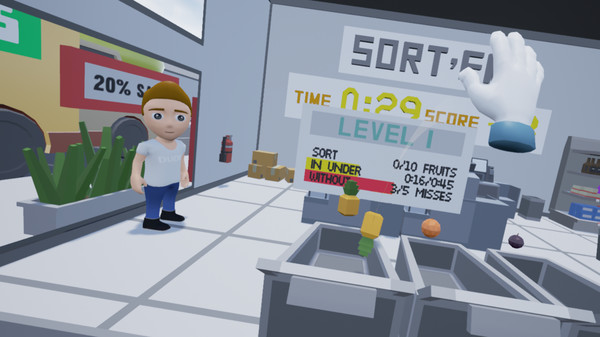 20% S
SORT'E
TIME 0:29 SCORE
LEVEL 1
SORT 0/10 FRUITS
IN UNDER 0:16/0:45
WITHOUT 3/5 MISSES